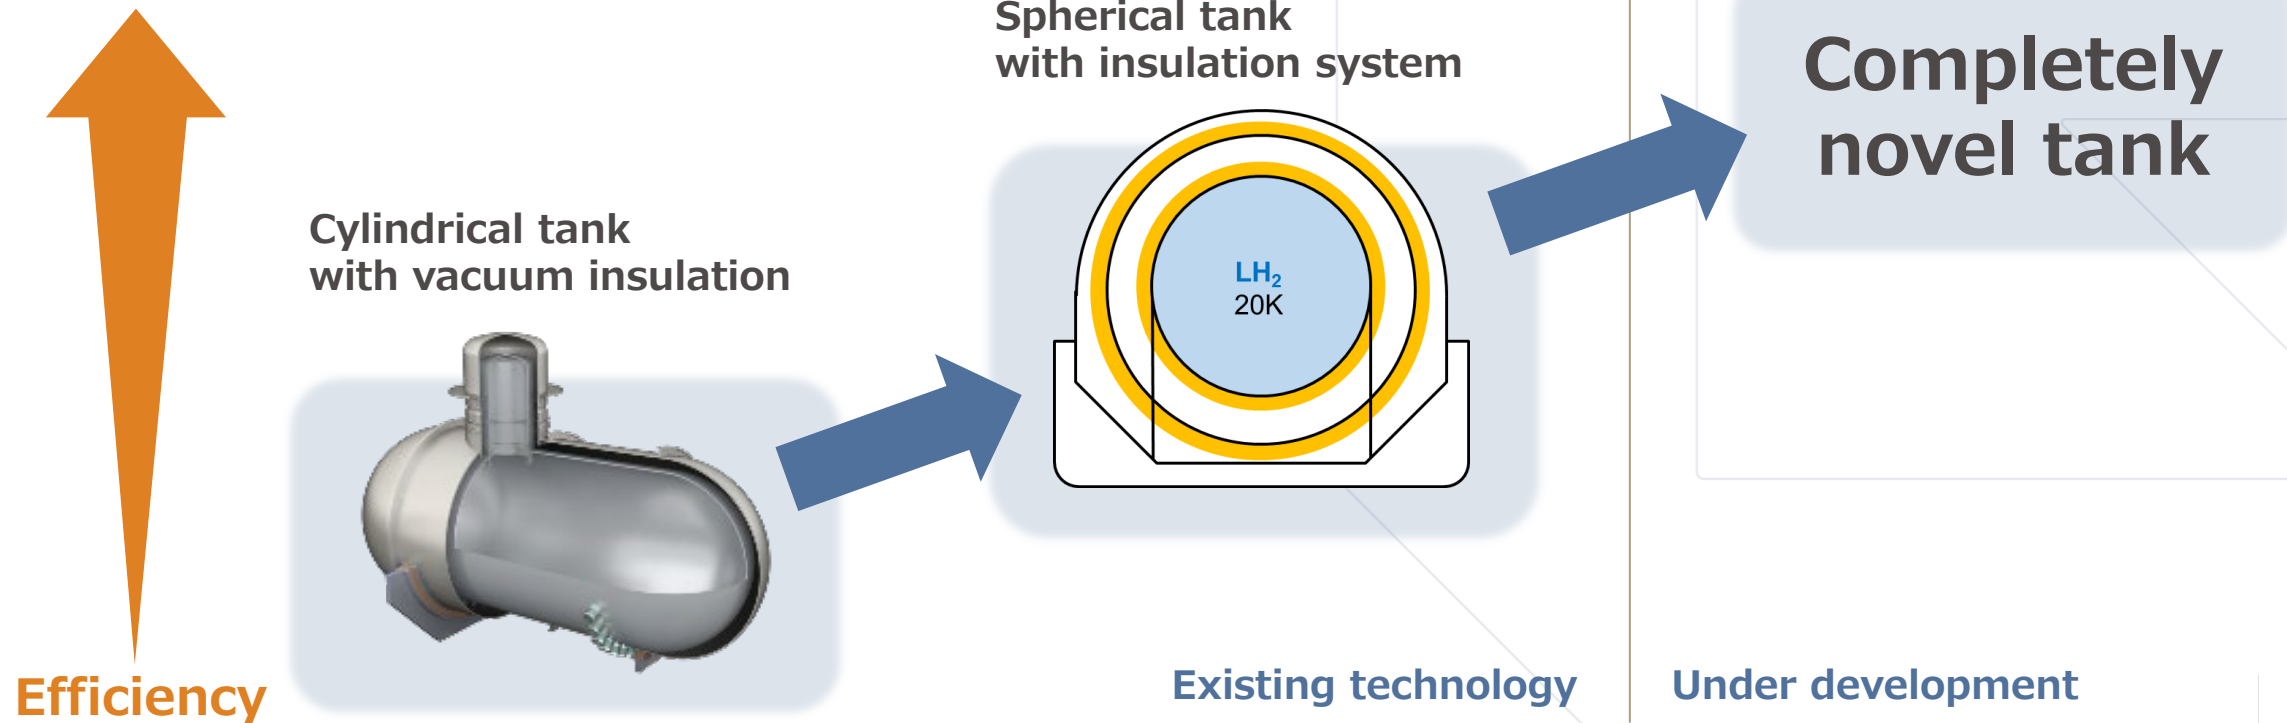 Spherical tank
with insulation system
Completely
novel tank
Cylindrical tank
with vacuum insulation
LH₂
20K
Existing technology
Under development
Efficiency